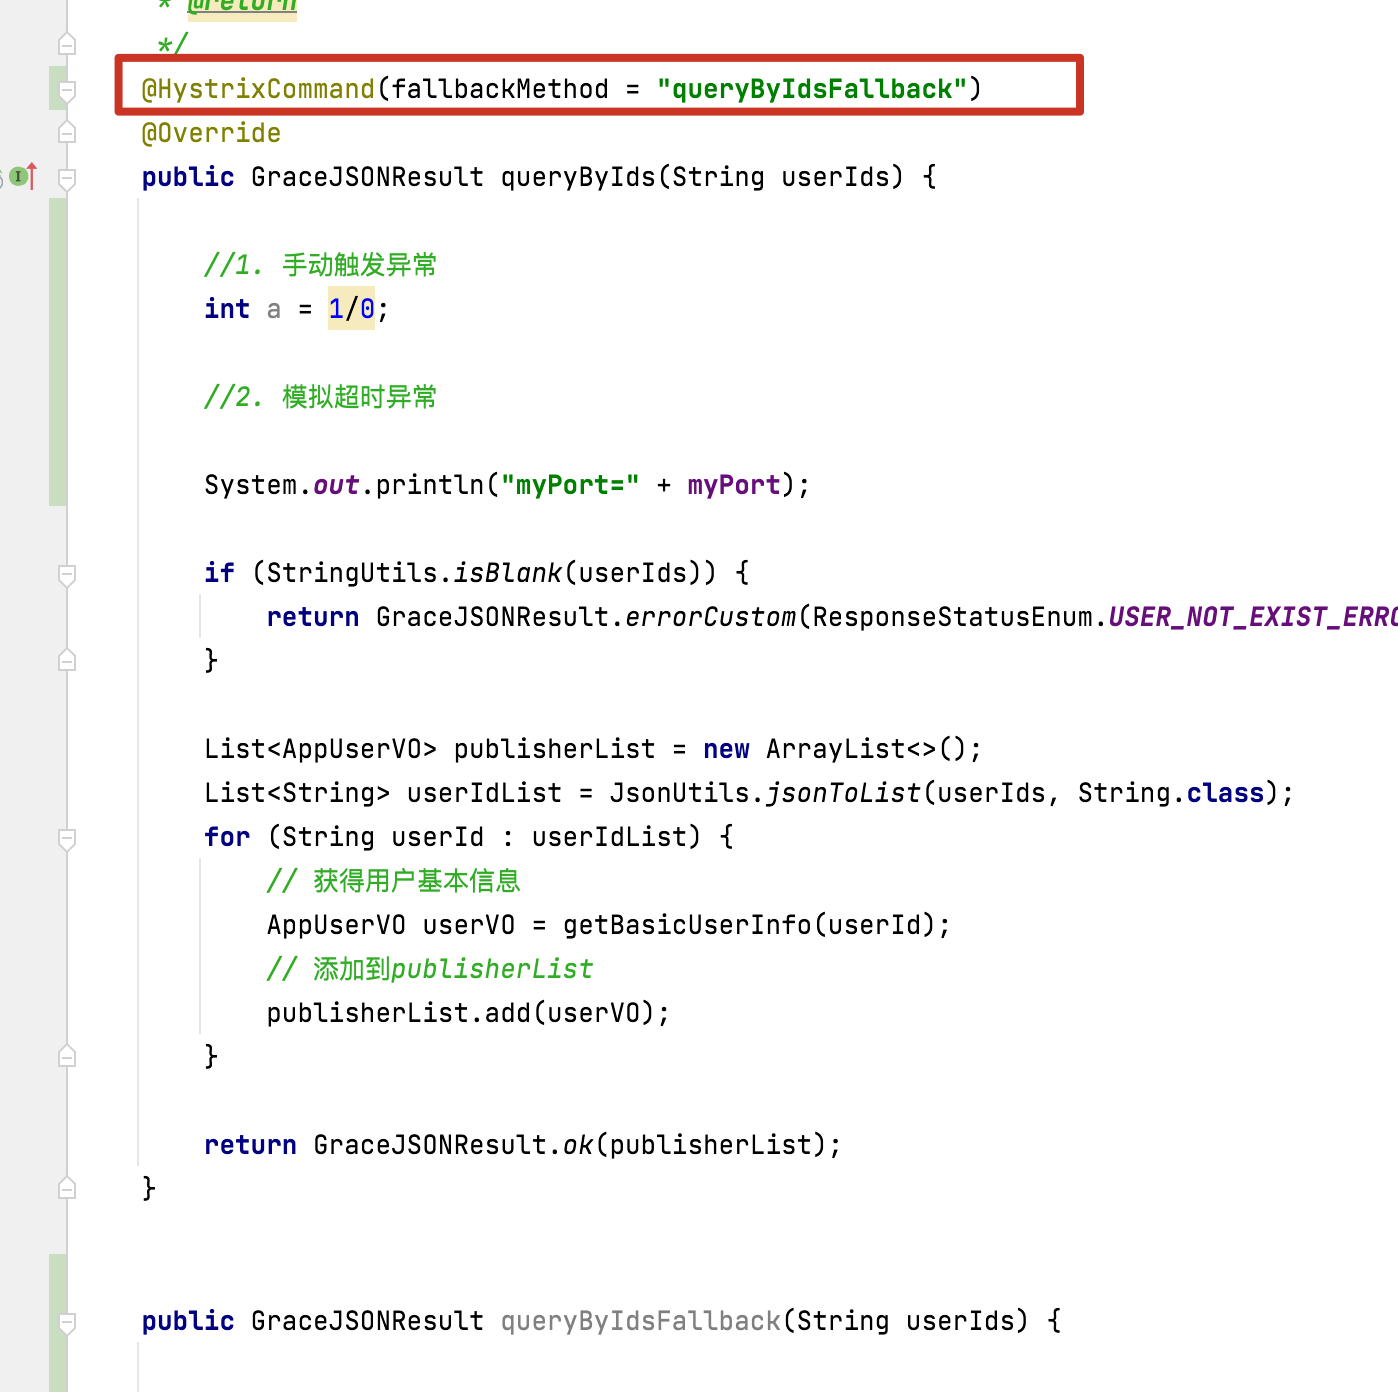 * @return
*/
@HystrixCommand(fallbackMethod = "queryByIdsFallback")
@Override
public GraceJSONResult queryByIds(String userIds) {
//1. 手动触发异常
int a = 1/0;
//2. 模拟超时异常
System.out.println("myPort=" + myPort);
if (StringUtils.isBlank(userIds)) {
return GraceJSONResult.errorCustom(ResponseStatusEnum.USER_NOT_EXIST_ERRO
}
List<AppUserVO> publisherList = new ArrayList<>();
List<String> userIdList = JsonUtils.jsonToList(userIds, String.class);
for (String userId : userIdList) {
// 获得用户基本信息
AppUserVO userVO = getBasicUserInfo(userId);
// 添加到publisherList
publisherList.add(userVO);
}
return GraceJSONResult.ok(publisherList);
}
public GraceJSONResult queryByIdsFallback(String userIds) {